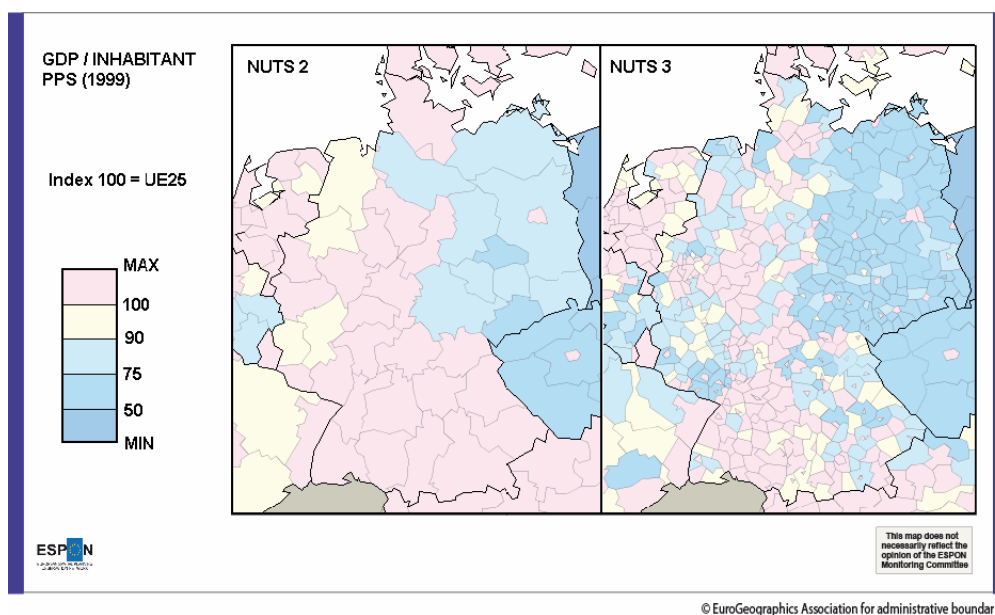 GDP / INHABITANT
PPS (1999)
Index 100 = UE25
MAX
100
90
75
50
MIN
NUTS 2
NUTS 3
ESPON
This map does not
necessarily reflect the
opinion of the ESPON
Monitoring Committee
© EuroGeographics Association for administrative boundar